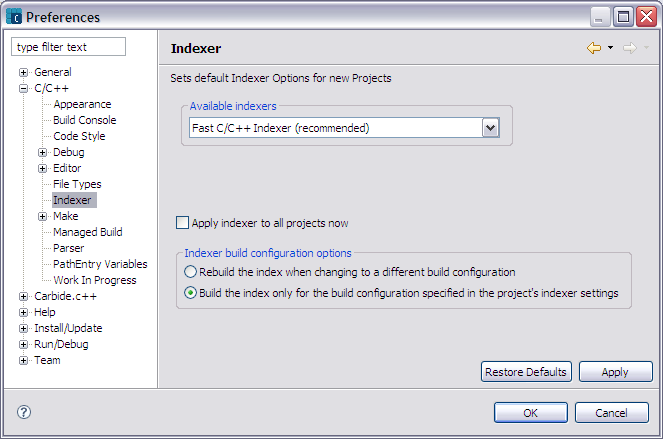 Preferences
type filter text
General
C/C++
Appearance
Build Console
Code Style
Debug
Editor
File Types
Indexer
Make
Managed Build
Parser
PathEntry Variables
Work In Progress
Carbide.c++
Help
Install/Update
Run/Debug
Team
Indexer
Sets default Indexer Options for new Projects
Available indexers
Fast C/C++ Indexer (recommended)
Apply indexer to all projects now
Indexer build configuration options
Rebuild the index when changing to a different build configuration
Build the index only for the build configuration specified in the project's indexer settings
Restore Defaults
Apply
?
OK
Cancel